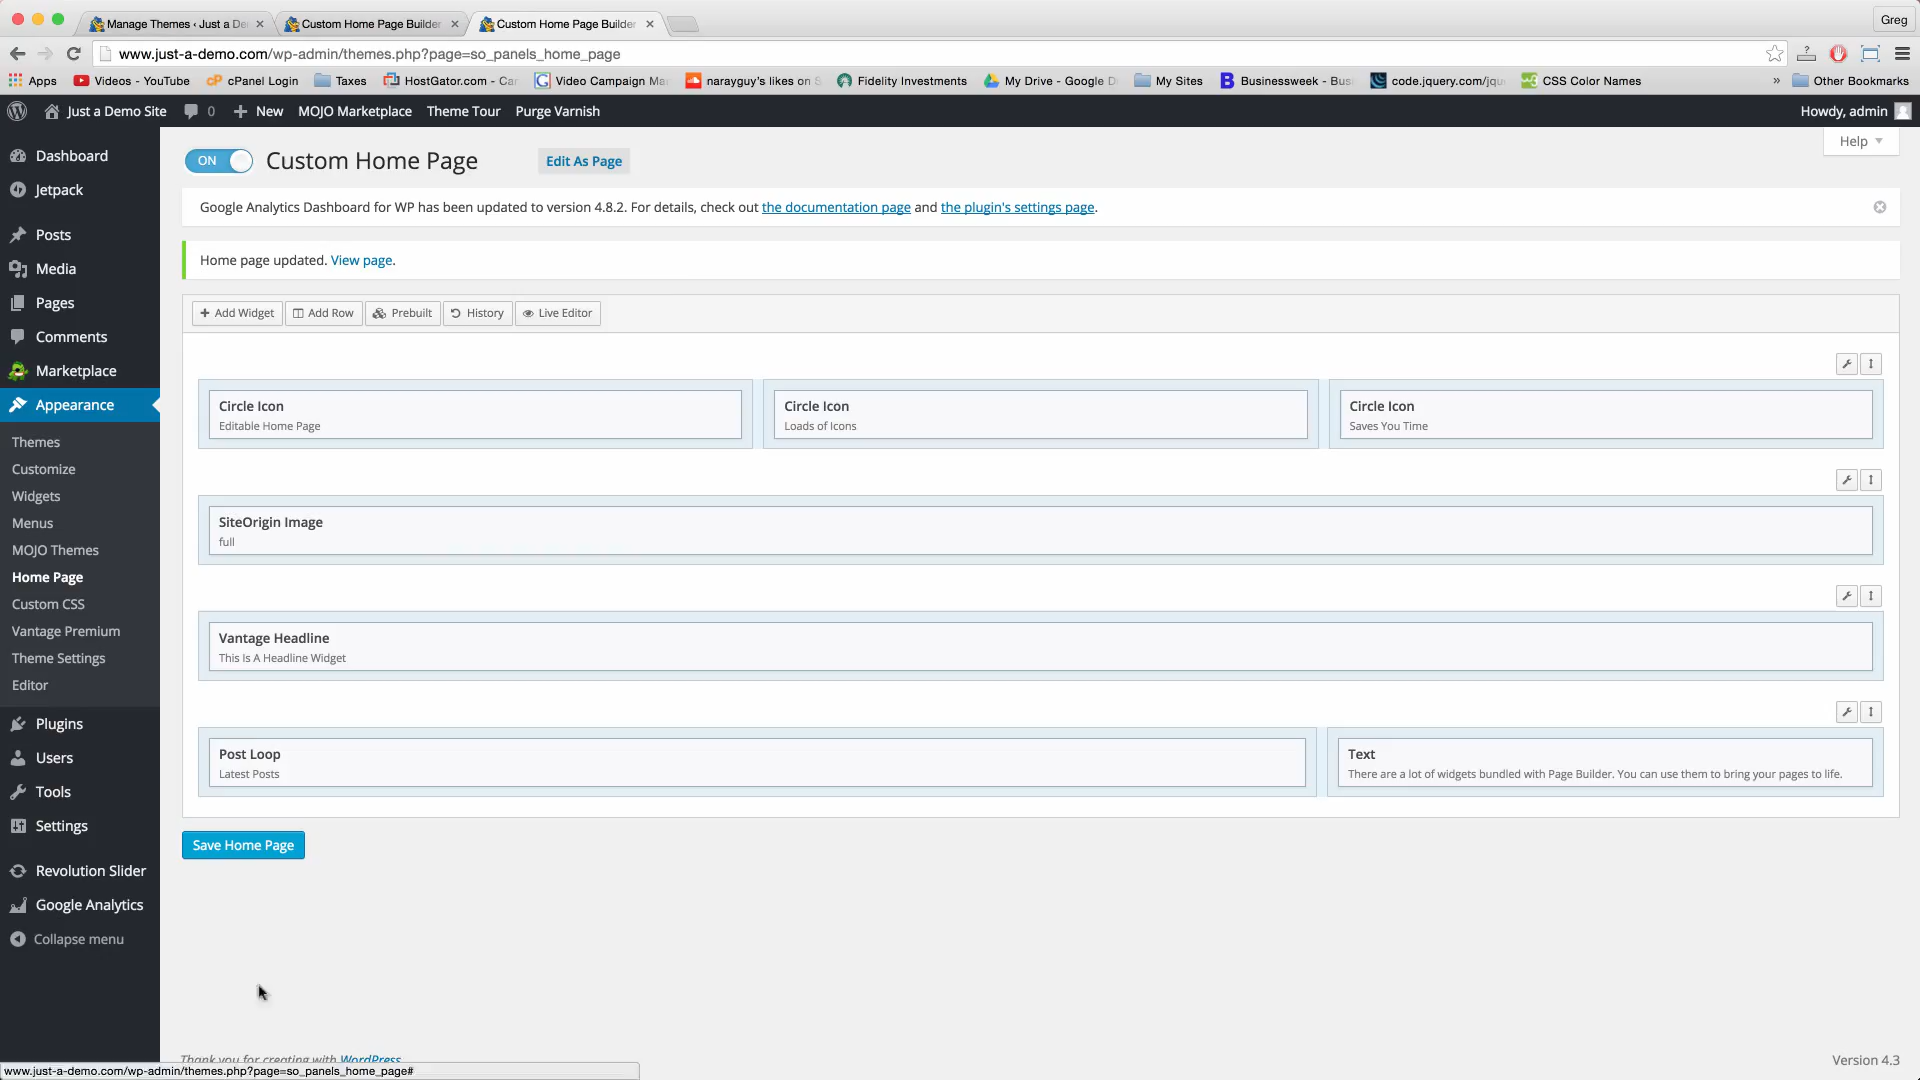 Manage Themes ‹ Just a De
Custom Home Page Builder
Custom Home Page Builder
Greg
www.just-a-demo.com/wp-admin/themes.php?page=so_panels_home_page
Apps
Videos - YouTube
cPanel Login
Taxes
HostGator.com - Car
Video Campaign Ma
narayguy's likes on S
Fidelity Investments
My Drive - Google D
My Sites
Businessweek - Bus
code.jquery.com/jqu
CSS Color Names
»
Other Bookmarks
Just a Demo Site
0
New
MOJO Marketplace
Theme Tour
Purge Varnish
Howdy, admin
Dashboard
Jetpack
Posts
Media
Pages
Comments
Marketplace
Appearance
Themes
Customize
Widgets
Menus
MOJO Themes
Home Page
Custom CSS
Vantage Premium
Theme Settings
Editor
Plugins
Users
Tools
Settings
Revolution Slider
Google Analytics
Collapse menu
Help
ON
Custom Home Page
Edit As Page
Google Analytics Dashboard for WP has been updated to version 4.8.2. For details, check out the documentation page and the plugin's settings page.
Home page updated. View page.
Add Widget
Add Row
Prebuilt
History
Live Editor
Circle Icon
Editable Home Page
Circle Icon
Loads of Icons
Circle Icon
Saves You Time
SiteOrigin Image
full
Vantage Headline
This Is A Headline Widget
Post Loop
Latest Posts
Text
There are a lot of widgets bundled with Page Builder. You can use them to bring your pages to life.
Save Home Page
Thank you for creating with WordPress
Version 4.3
www.just-a-demo.com/wp-admin/themes.php?page=so_panels_home_page#